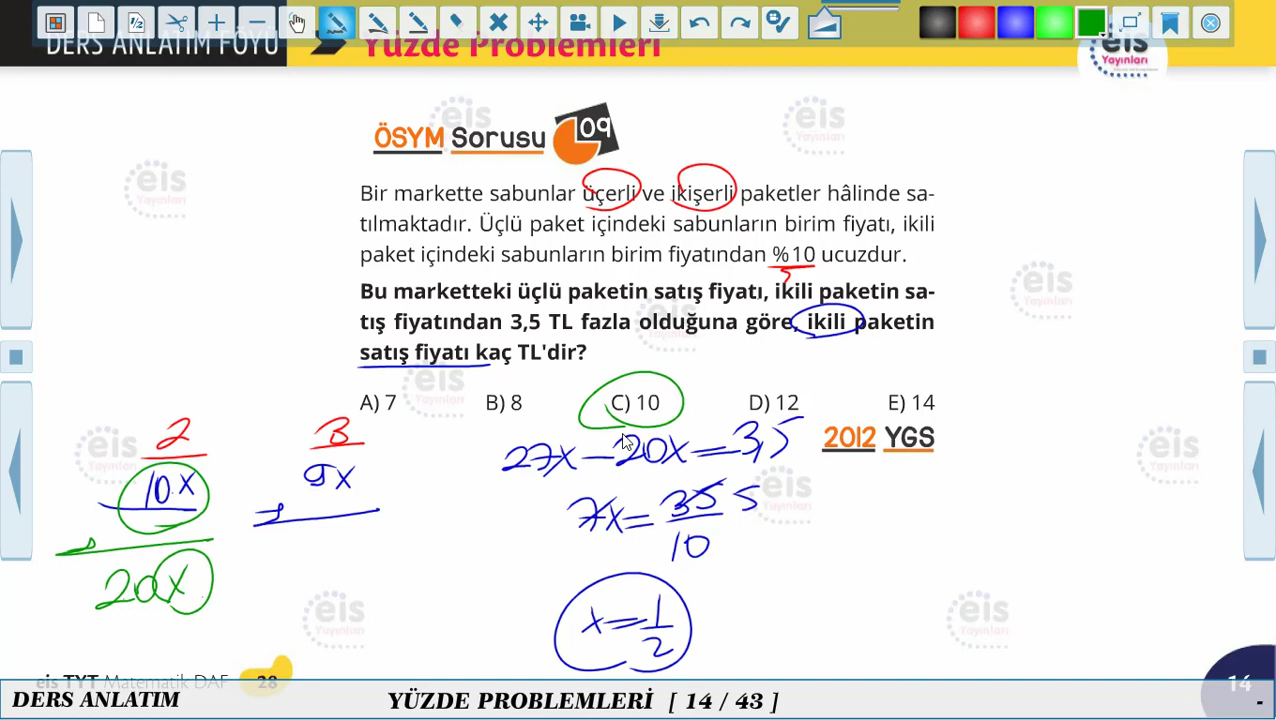 DERS ANLATIM FÖYÜ
Yüzde Problemleri
eis
Yayınları
ÖSYM Sorusu 09
Bir markette sabunlar üçerli ve ikişerli paketler hâlinde sa-
tılmaktadır. Üçlü paket içindeki sabunların birim fiyatı, ikili
paket içindeki sabunların birim fiyatından %10 ucuzdur.
Bu marketteki üçlü paketin satış fiyatı, ikili paketin sa-
tış fiyatından 3,5 TL fazla olduğuna göre, ikili paketin
satış fiyatı kaç TL'dir?
A) 7 B) 8 C) 10 D) 12 E) 14
2012 YGS
2 3
10x 9x
20x
27x - 20x = 3,5
7x = 35 5
10
x = 1
2
eis TYT Matematik DAF 28
14
DERS ANLATIM YÜZDE PROBLEMLERİ [ 14 / 43 ] -